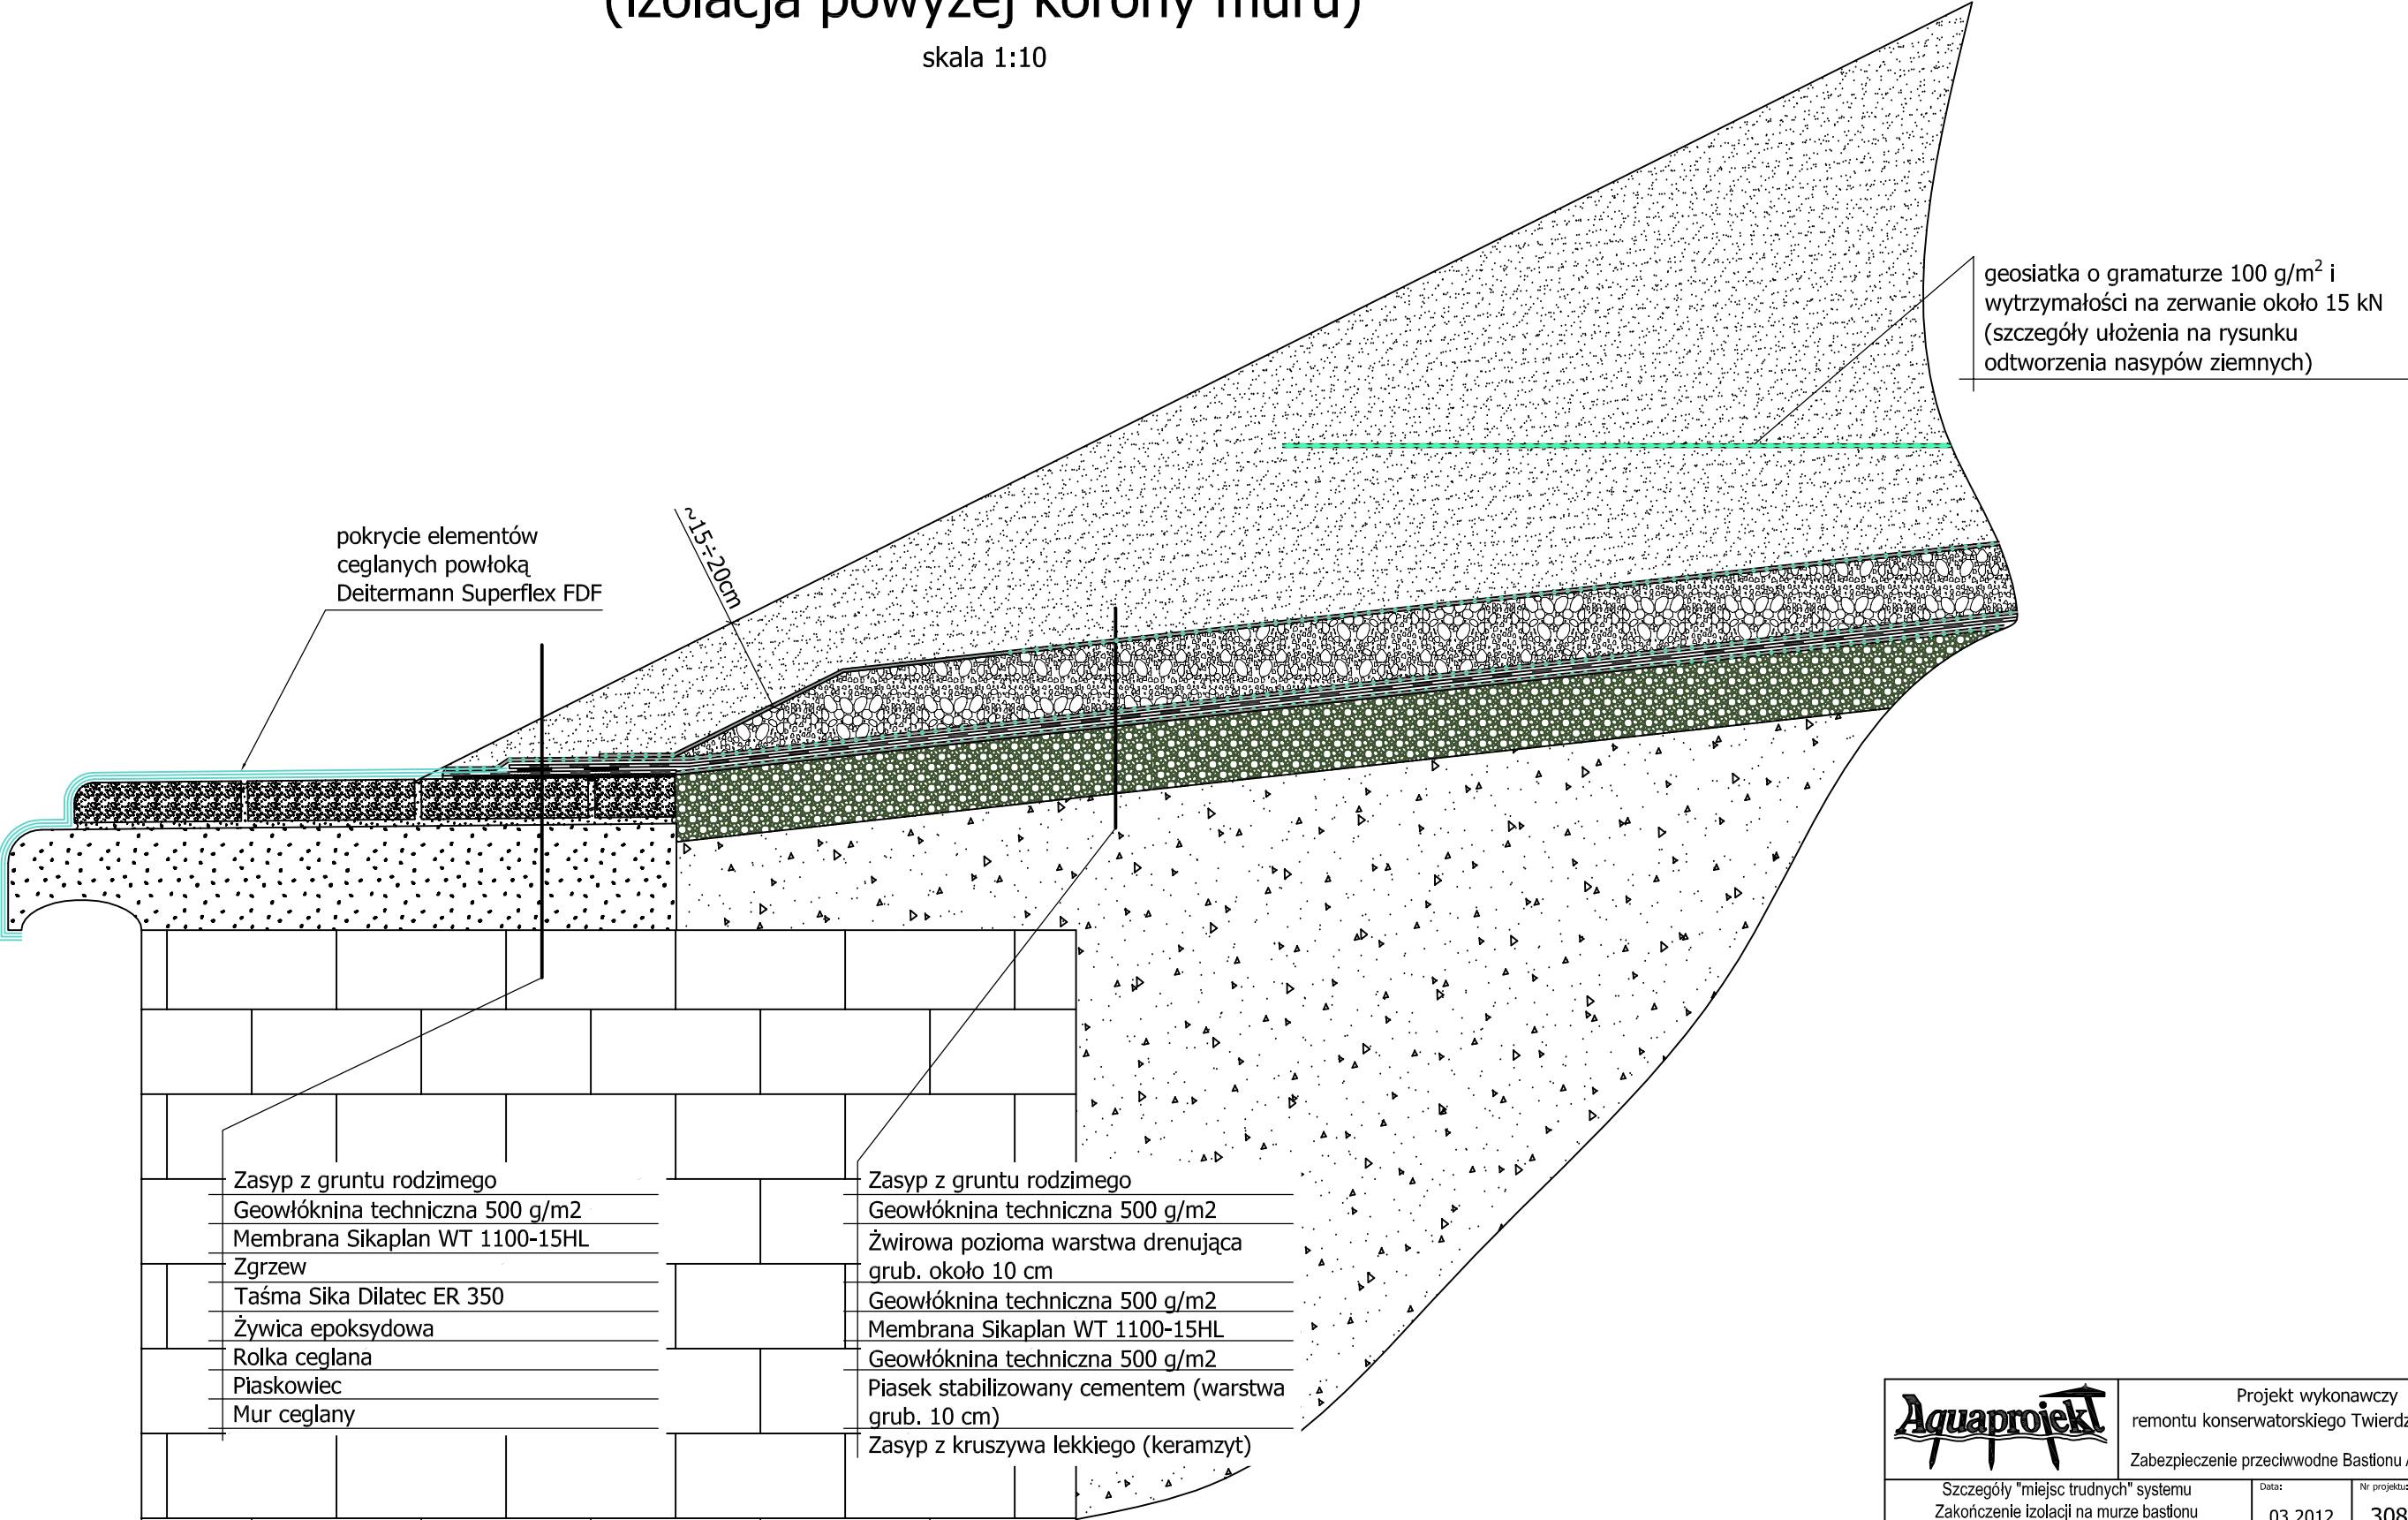 (izolacja powyżej korony muru)
skala 1:10
geosiatka o gramaturze 100 g/m² i
wytrzymałości na zerwanie około 15 kN
(szczegóły ułożenia na rysunku
odtworzenia nasypów ziemnych)
pokrycie elementów
ceglanych powłoką
Deitermann Superflex FDF
~15÷20cm
Zasyp z gruntu rodzimego
Geowłóknina techniczna 500 g/m2
Membrana Sikaplan WT 1100-15HL
Zgrzew
Taśma Sika Dilatec ER 350
Żywica epoksydowa
Rolka ceglana
Piaskowiec
Mur ceglany
Zasyp z gruntu rodzimego
Geowłóknina techniczna 500 g/m2
Żwirowa pozioma warstwa drenująca
grub. około 10 cm
Geowłóknina techniczna 500 g/m2
Membrana Sikaplan WT 1100-15HL
Geowłóknina techniczna 500 g/m2
Piasek stabilizowany cementem (warstwa
grub. 10 cm)
Zasyp z kruszywa lekkiego (keramzyt)
Aquaprojekt
Projekt wykonawczy
remontu konserwatorskiego Twierdz
Zabezpieczenie przeciwwodne Bastionu
Szczegóły "miejsc trudnych" systemu
Zakończenie izolacji na murze bastionu
Data:
03.2012
Nr projektu:
308